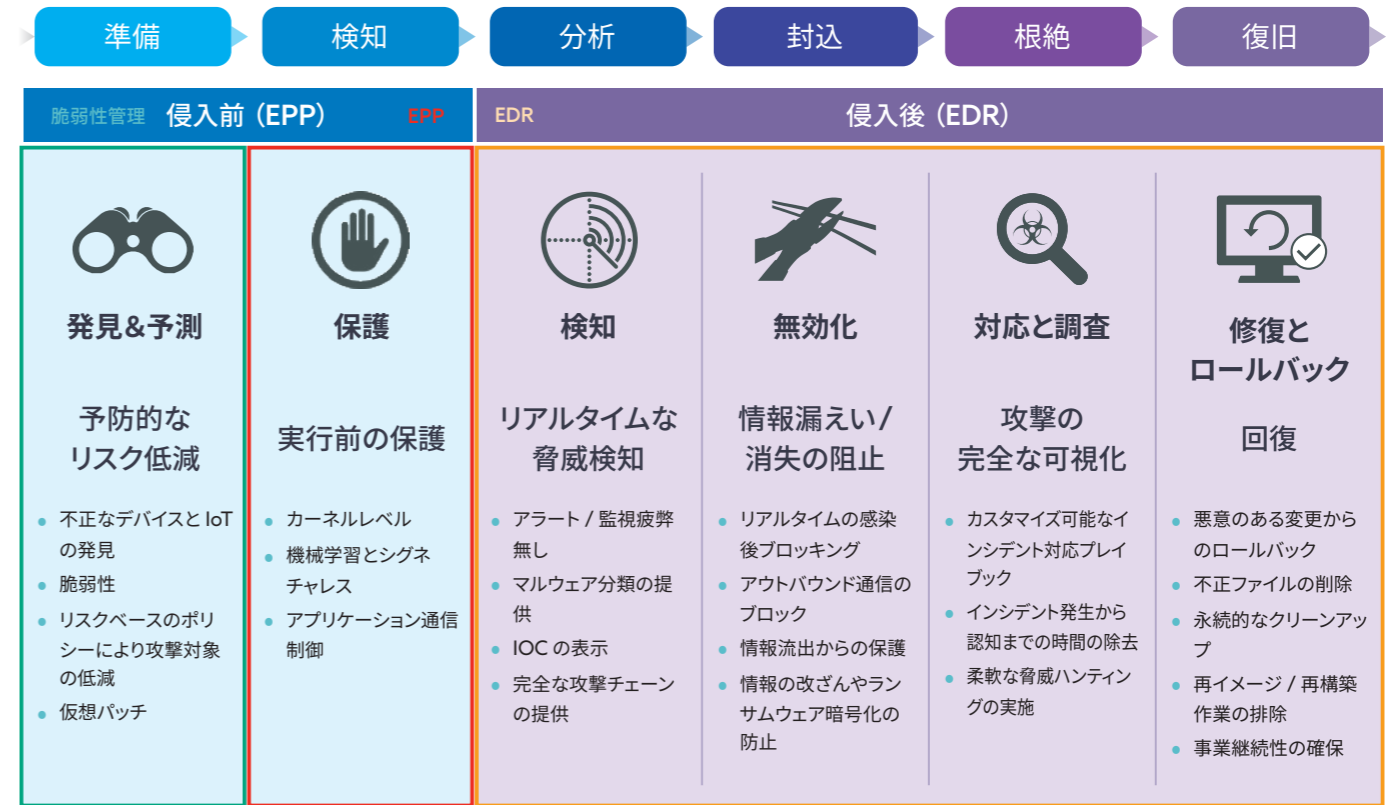 準備
検知
分析
封込
根絶
復旧
脆弱性管理
侵入前（EPP）
EPP
EDR
侵入後（EDR）
発見&予測
予防的な
リスク低減
不正なデバイスと IoT
の発見
脆弱性
リスクベースのポリ
シーにより攻撃対象
の低減
仮想パッチ
保護
実行前の保護
カーネルレベル
機械学習とシグネ
チャレス
アプリケーション通信
制御
検知
リアルタイムな
脅威検知
アラート / 監視疲弊
無し
マルウェア分類の提
供
IOC の表示
完全な攻撃チェーン
の提供
無効化
情報漏えい/
消失の阻止
リアルタイムの感染
後ブロッキング
アウトバウンド通信の
ブロック
情報流出からの保護
情報の改ざんやラン
サムウェア暗号化の
防止
対応と調査
攻撃の
完全な可視化
カスタマイズ可能なイ
ンシデント対応プレイ
ブック
インシデント発生から
認知までの時間の除去
柔軟な脅威ハンティン
グの実施
修復と
ロールバック
回復
悪意のある変更から
のロールバック
不正ファイルの削除
永続的なクリーンアッ
プ
再イメージ / 再構築
作業の排除
事業継続性の確保